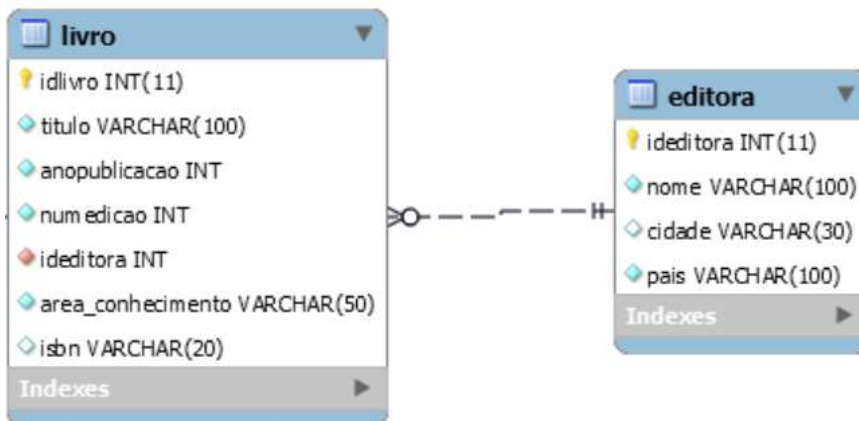 livro
idlivro INT(11)
titulo VARCHAR(100)
anopublicacao INT
numedicao INT
ideditora INT
area_conhecimento VARCHAR(50)
isbn VARCHAR(20)
Indexes
editora
ideditora INT(11)
nome VARCHAR(100)
cidade VARCHAR(30)
pais VARCHAR(100)
Indexes